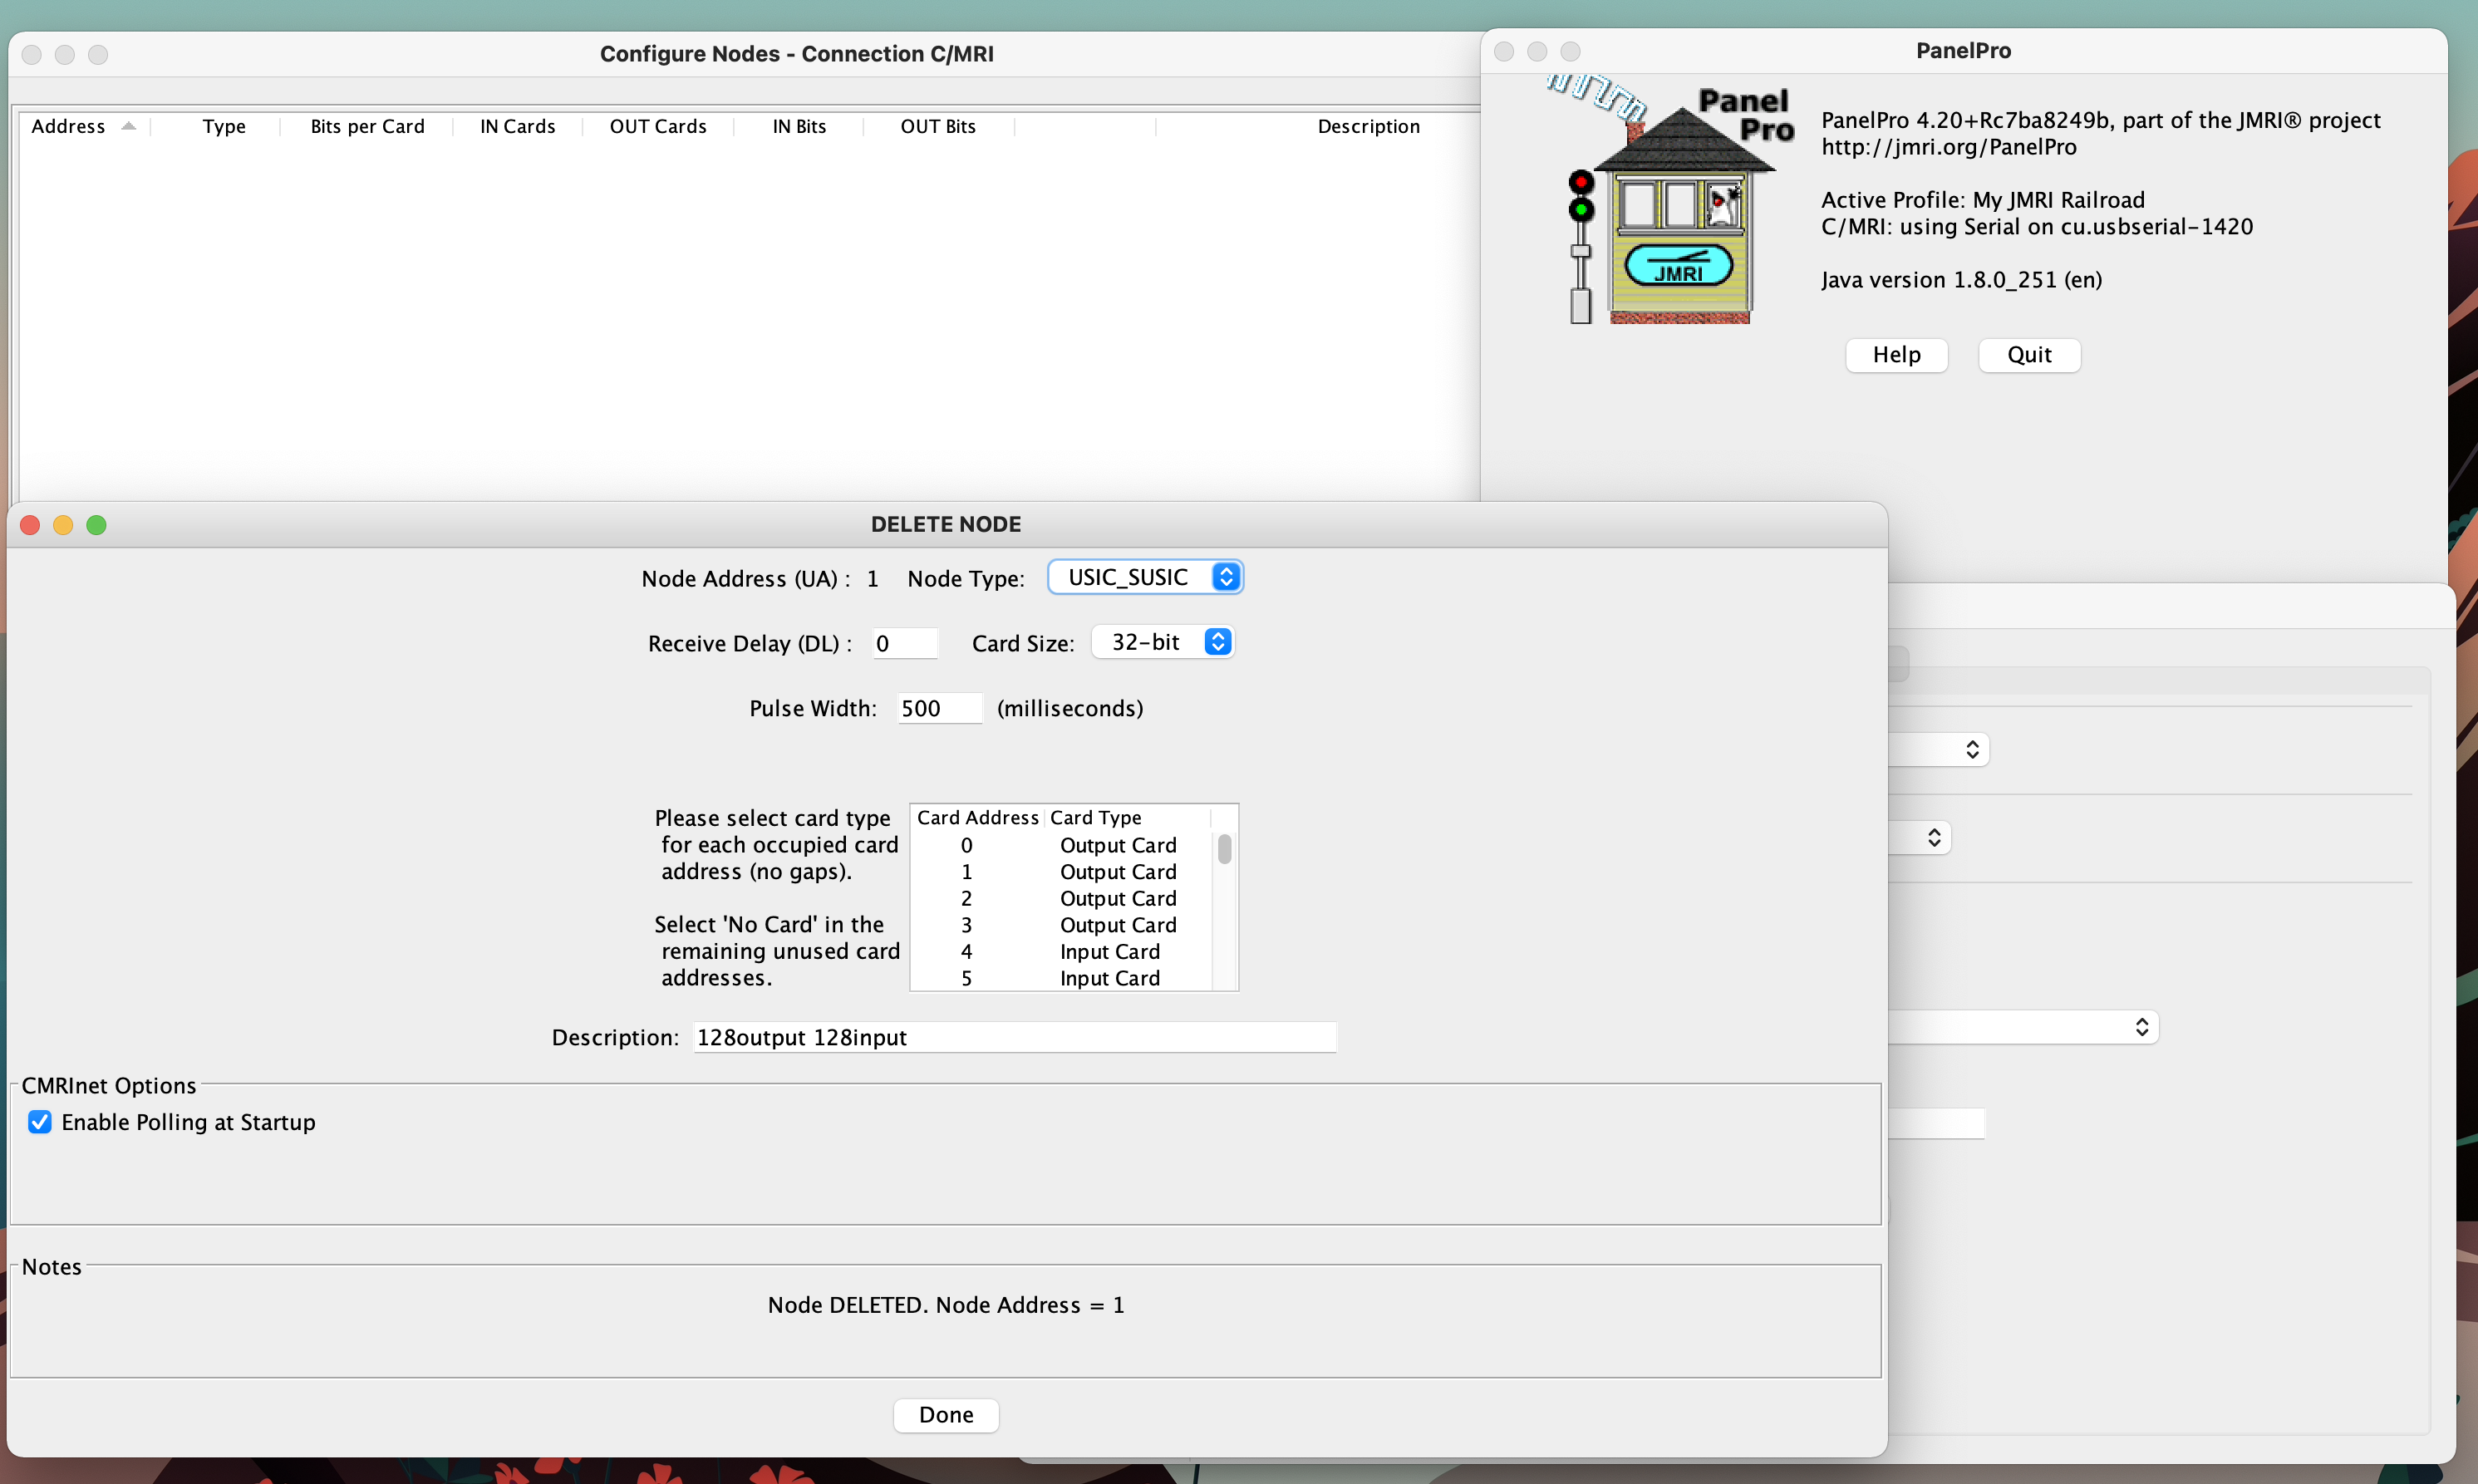 Configure Nodes - Connection C/MRI
Address Type Bits per Card IN Cards OUT Cards IN Bits OUT Bits Description
PanelPro
Panel
Pro
JMRI
PanelPro 4.20+Rc7ba8249b, part of the JMRI® project
http://jmri.org/PanelPro
Active Profile: My JMRI Railroad
C/MRI: using Serial on cu.usbserial-1420
Java version 1.8.0_251 (en)
Help Quit
DELETE NODE
Node Address (UA) : 1 Node Type: USIC_SUSIC
Receive Delay (DL) : 0 Card Size: 32-bit
Pulse Width: 500 (milliseconds)
Please select card type
for each occupied card
address (no gaps).
Select 'No Card' in the
remaining unused card
addresses.
Card Address Card Type
0 Output Card
1 Output Card
2 Output Card
3 Output Card
4 Input Card
5 Input Card
Description: 128output 128input
CMRInet Options
Enable Polling at Startup
Notes
Node DELETED. Node Address = 1
Done